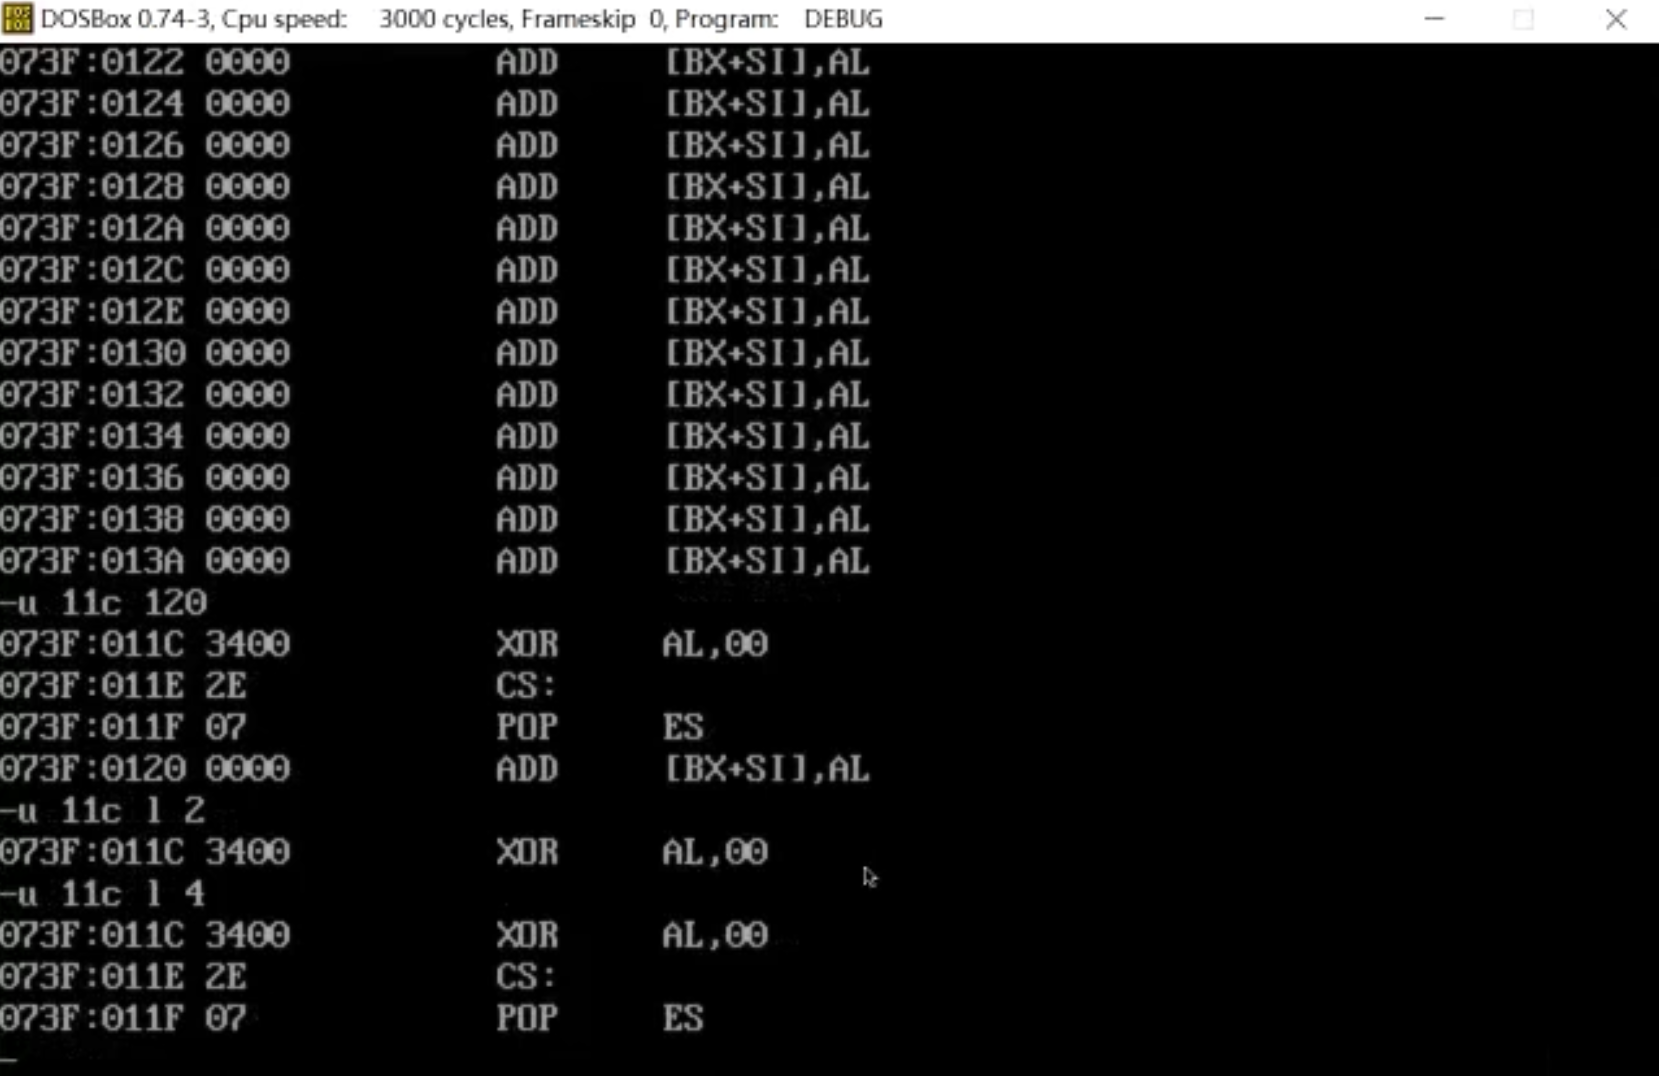 DOSBox 0.74-3, Cpu speed: 3000 cycles, Frameskip 0, Program: DEBUG
073F:0122 0000 ADD [BX+SI],AL
073F:0124 0000 ADD [BX+SI],AL
073F:0126 0000 ADD [BX+SI],AL
073F:0128 0000 ADD [BX+SI],AL
073F:012A 0000 ADD [BX+SI],AL
073F:012C 0000 ADD [BX+SI],AL
073F:012E 0000 ADD [BX+SI],AL
073F:0130 0000 ADD [BX+SI],AL
073F:0132 0000 ADD [BX+SI],AL
073F:0134 0000 ADD [BX+SI],AL
073F:0136 0000 ADD [BX+SI],AL
073F:0138 0000 ADD [BX+SI],AL
073F:013A 0000 ADD [BX+SI],AL
-u 11c 120
073F:011C 3400 XOR AL,00
073F:011E 2E CS:
073F:011F 07 POP ES
073F:0120 0000 ADD [BX+SI],AL
-u 11c l 2
073F:011C 3400 XOR AL,00
-u 11c l 4
073F:011C 3400 XOR AL,00
073F:011E 2E CS:
073F:011F 07 POP ES
-